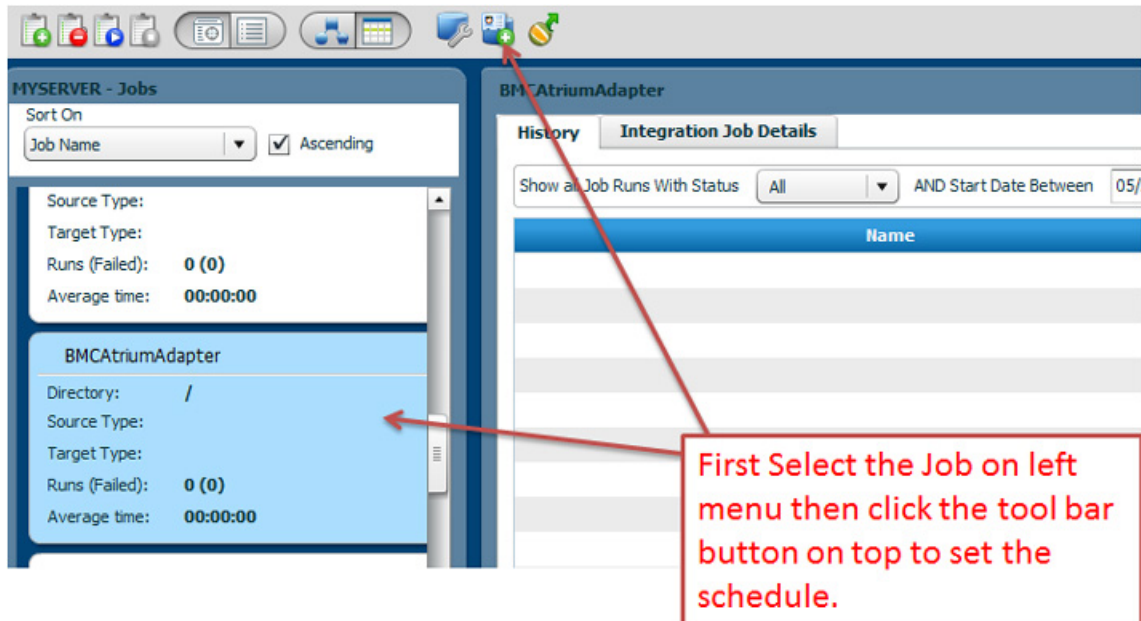 MYSERVER - Jobs
Sort On
Job Name
Ascending
Source Type:
Target Type:
Runs (Failed): 0 (0)
Average time: 00:00:00
BMCAtriumAdapter
Directory: /
Source Type:
Target Type:
Runs (Failed): 0 (0)
Average time: 00:00:00
BMCAtriumAdapter
History Integration Job Details
Show all Job Runs With Status All AND Start Date Between 05/
Name
First Select the Job on left
menu then click the tool bar
button on top to set the
schedule.